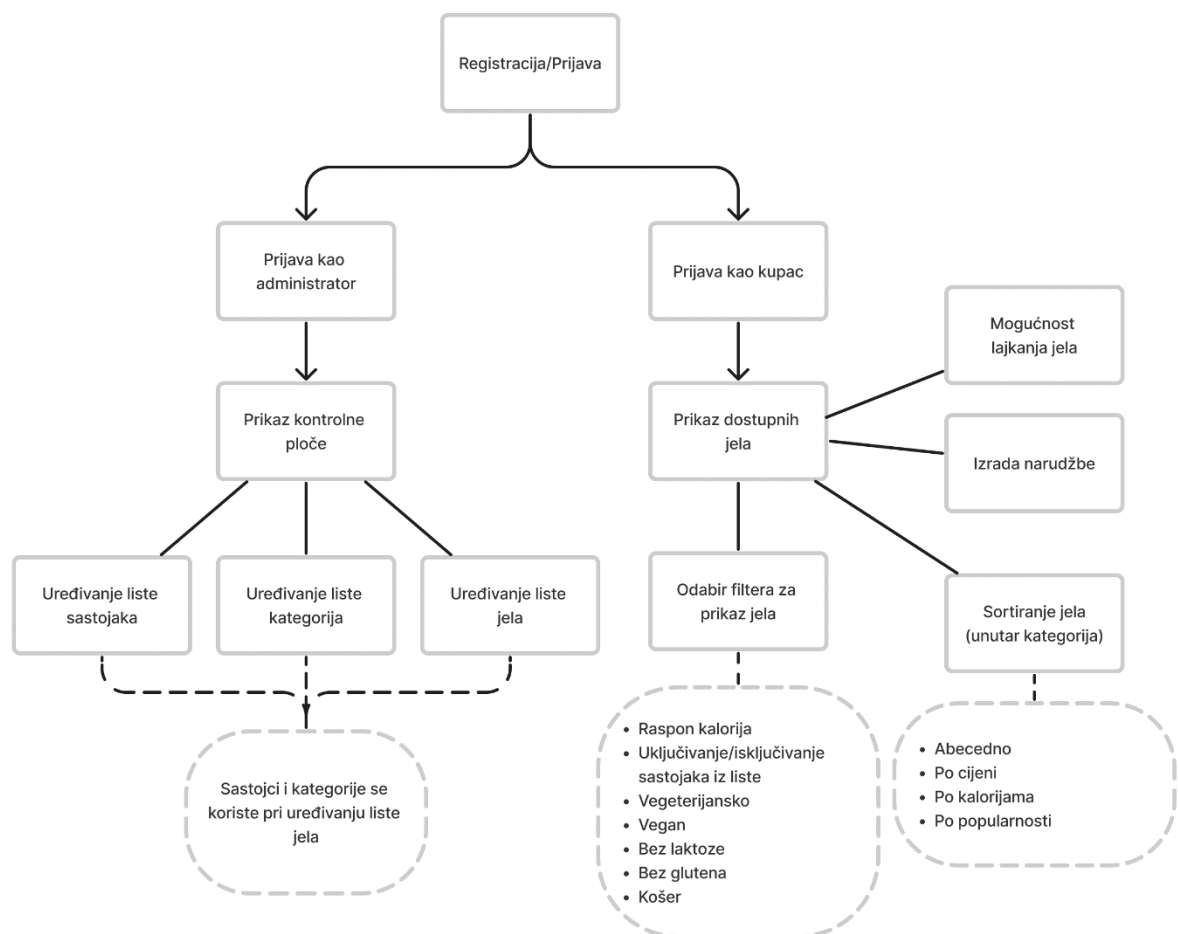 Registracija/Prijava
Prijava kao
administrator
Prijava kao kupac
Mogućnost
lajkanja jela
Prikaz kontrolne
ploče
Prikaz dostupnih
jela
Izrada narudžbe
Uređivanje liste
sastojaka
Uređivanje liste
kategorija
Uređivanje liste
jela
Odabir filtera za
prikaz jela
Sortiranje jela
(unutar kategorija)
Sastojci i kategorije se
koriste pri uređivanju liste
jela
• Raspon kalorija
• Uključivanje/isključivanje
sastojaka iz liste
• Vegeterijansko
• Vegan
• Bez laktoze
• Bez glutena
• Košer
• Abecedno
• Po cijeni
• Po kalorijama
• Po popularnosti